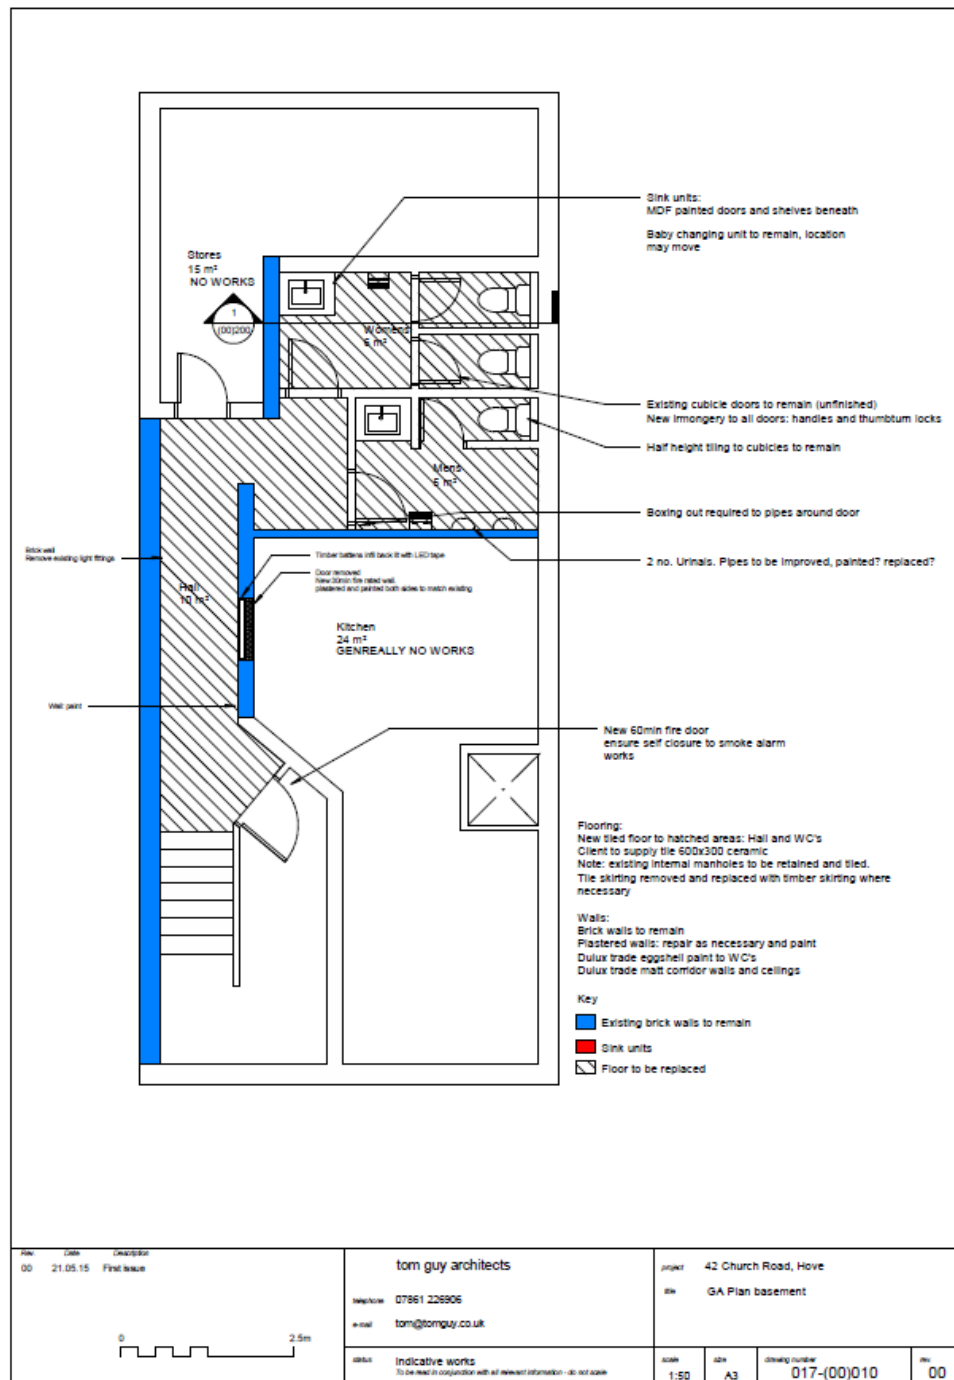 Sink units:
MDF painted doors and shelves beneath
Baby changing unit to remain, location
may move
Stores
15 m²
NO WORKS
1
(00)200
Womens
6 m²
Existing cubicle doors to remain (unfinished)
New irmongery to all doors: handles and thumbturn locks
Half height tiling to cubicles to remain
Mens
6 m²
Boxing out required to pipes around door
2 no. Urinals. Pipes to be improved, painted? replaced?
Brick wall
Remove existing light fittings
Timber battens infil back lit with LED tape
Door removed
New 30min fire rated wall.
plastered and painted both sides to match existing
Hall
10 m²
Kitchen
24 m²
GENREALLY NO WORKS
Wall: paint
New 60min fire door
ensure self closure to smoke alarm
works
Flooring:
New tiled floor to hatched areas: Hall and WC's
Client to supply tile 600x300 ceramic
Note: existing internal manholes to be retained and tiled.
Tile skirting removed and replaced with timber skirting where
necessary
Walls:
Brick walls to remain
Plastered walls: repair as necessary and paint
Dulux trade eggshell paint to WC's
Dulux trade matt corridor walls and ceilings
Key
Existing brick walls to remain
Sink units
Floor to be replaced
Rev. Date Description
00 21.05.15 First issue
0 2.5m
tom guy architects
telephone 07861 226906
e-mail tom@tomguy.co.uk
status Indicative works
To be read in conjunction with all relevant information - do not scale
project 42 Church Road, Hove
title GA Plan basement
scale 1:50
size A3
drawing number 017-(00)010
rev. 00